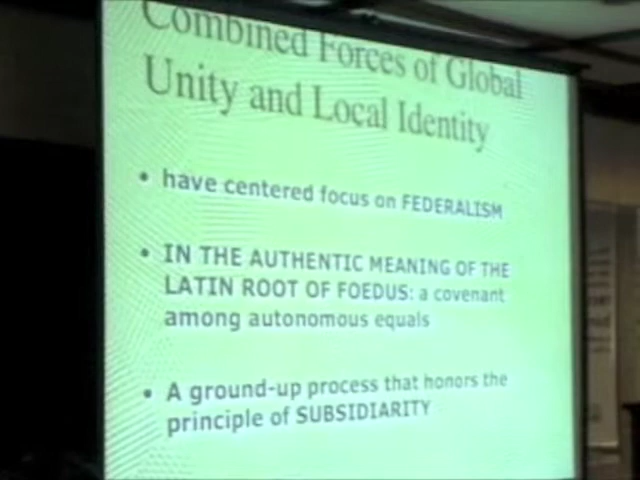 Combined Forces of Global
Unity and Local Identity
• have centered focus on FEDERALISM
• IN THE AUTHENTIC MEANING OF THE
LATIN ROOT OF FOEDUS: a covenant
among autonomous equals
• A ground-up process that honors the
principle of SUBSIDIARITY